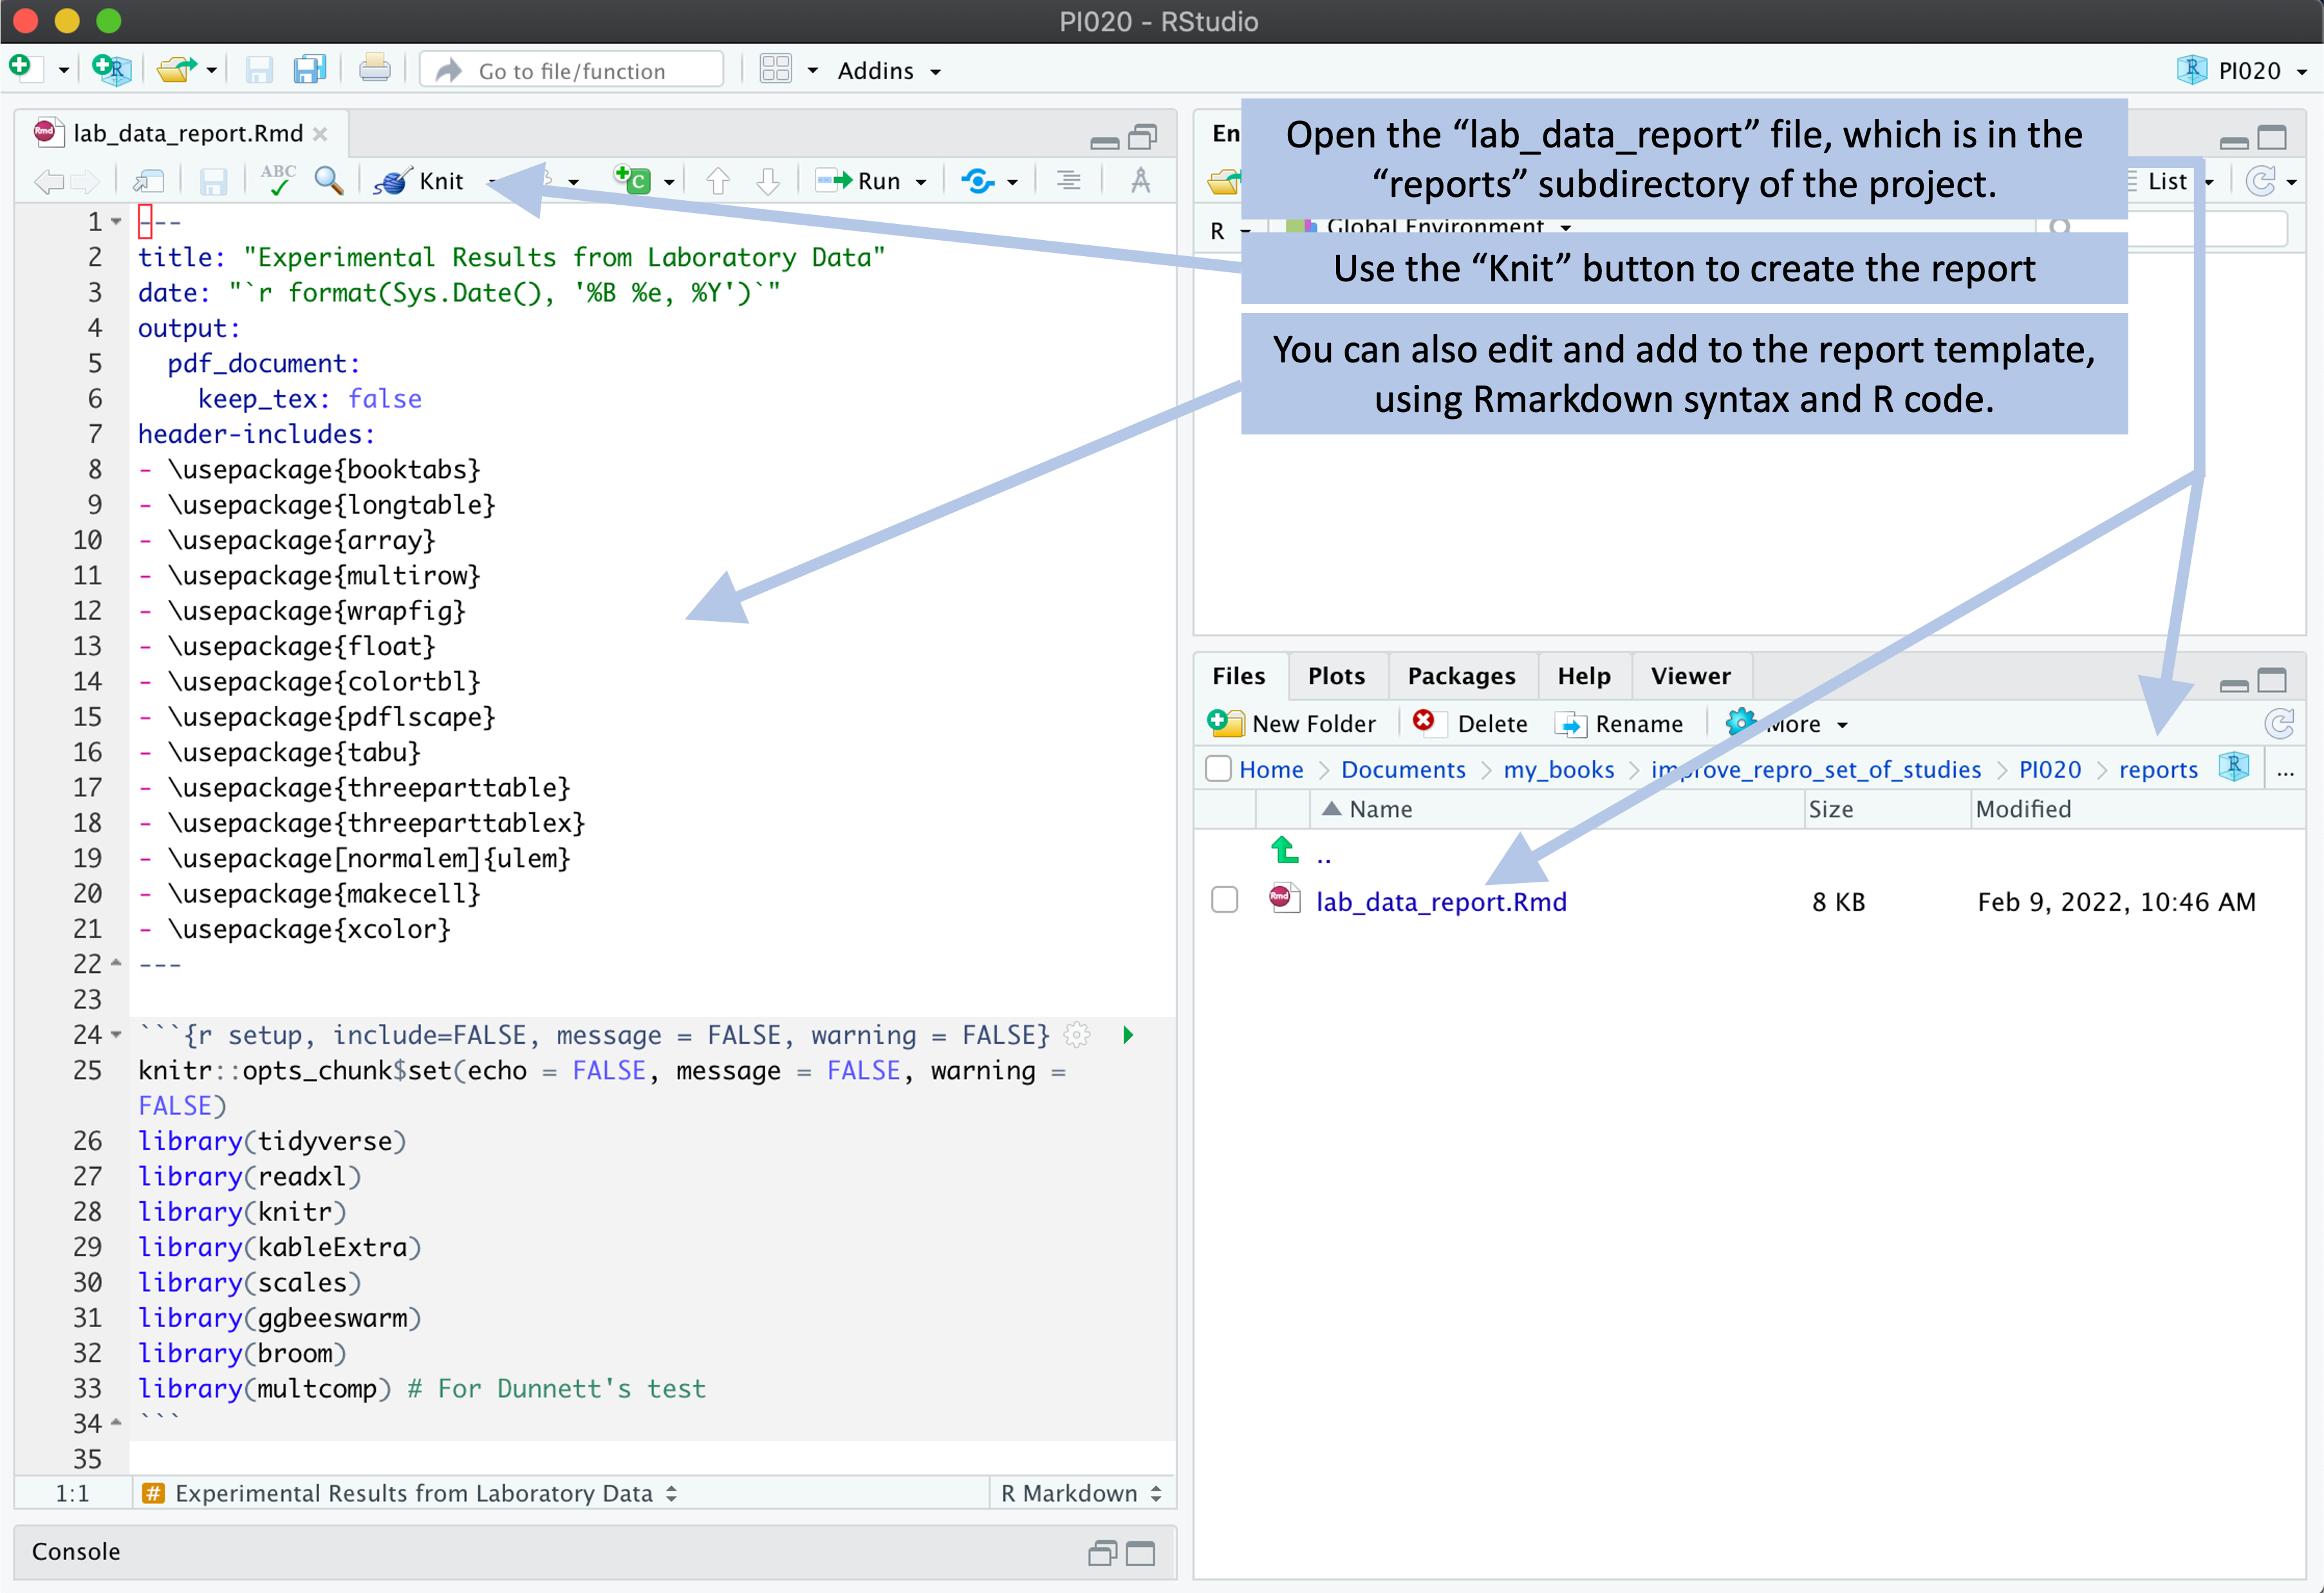 PI020 - RStudio
Go to file/function
Addins
PI020
lab_data_report.Rmd
ABC
Knit
Run
1 ---
2 title: "Experimental Results from Laboratory Data"
3 date: "`r format(Sys.Date(), '%B %e, %Y')`"
4 output:
5 pdf_document:
6 keep_tex: false
7 header-includes:
8 - \usepackage{booktabs}
9 - \usepackage{longtable}
10 - \usepackage{array}
11 - \usepackage{multirow}
12 - \usepackage{wrapfig}
13 - \usepackage{float}
14 - \usepackage{colortbl}
15 - \usepackage{pdflscape}
16 - \usepackage{tabu}
17 - \usepackage{threeparttable}
18 - \usepackage{threeparttablex}
19 - \usepackage[normalem]{ulem}
20 - \usepackage{makecell}
21 - \usepackage{xcolor}
22 ---
23
24 ```{r setup, include=FALSE, message = FALSE, warning = FALSE}
25 knitr::opts_chunk$set(echo = FALSE, message = FALSE, warning =
FALSE)
26 library(tidyverse)
27 library(readxl)
28 library(knitr)
29 library(kableExtra)
30 library(scales)
31 library(ggbeeswarm)
32 library(broom)
33 library(multcomp) # For Dunnett's test
34 ```
35
1:1 # Experimental Results from Laboratory Data R Markdown
Console
En
Open the “lab_data_report” file, which is in the
“reports” subdirectory of the project.
List
R Global Environment
Use the “Knit” button to create the report
You can also edit and add to the report template,
using Rmarkdown syntax and R code.
Files Plots Packages Help Viewer
New Folder Delete Rename More
Home > Documents > my_books > improve_repro_set_of_studies > PI020 > reports ...
Name Size Modified
..
lab_data_report.Rmd 8 KB Feb 9, 2022, 10:46 AM